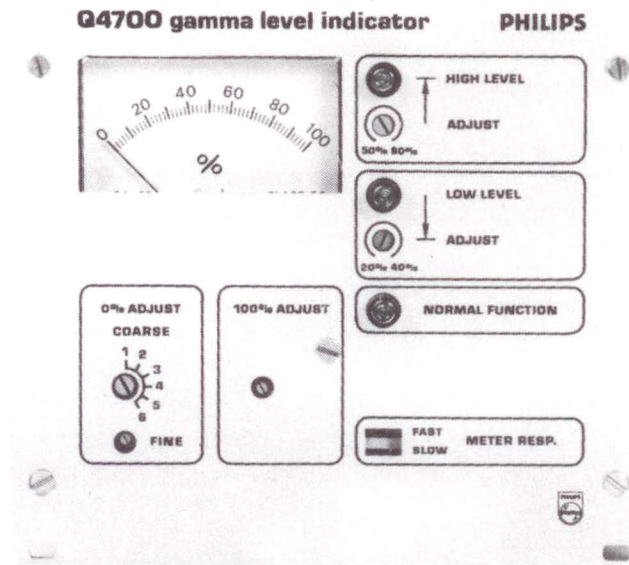 Q4700 gamma level indicator PHILIPS
0 20 40 60 80 100
%
HIGH LEVEL
ADJUST
50% 80%
LOW LEVEL
ADJUST
20% 40%
NORMAL FUNCTION
0% ADJUST
COARSE
1 2 3 4 5 6
FINE
100% ADJUST
FAST
SLOW
METER RESP.
PHILIPS